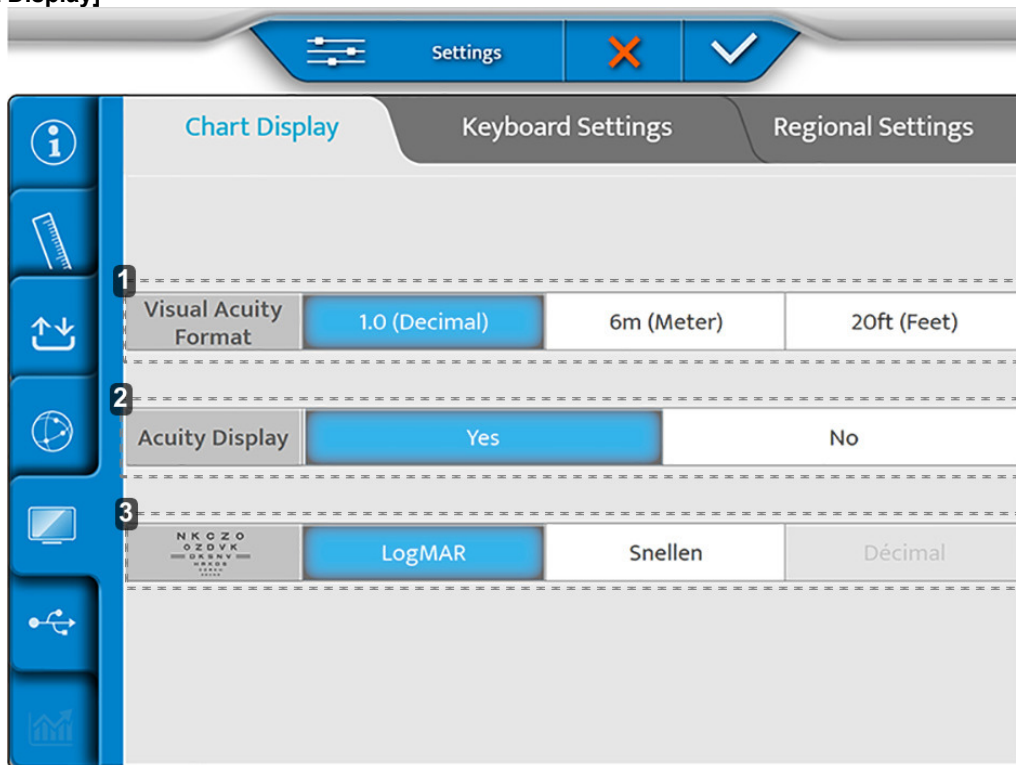 Display]
Settings
Chart Display
Keyboard Settings
Regional Settings
1
Visual Acuity
Format
1.0 (Decimal)
6m (Meter)
20ft (Feet)
2
Acuity Display
Yes
No
3
N K C Z O
O Z D V K
D K S N V
LogMAR
Snellen
Décimal